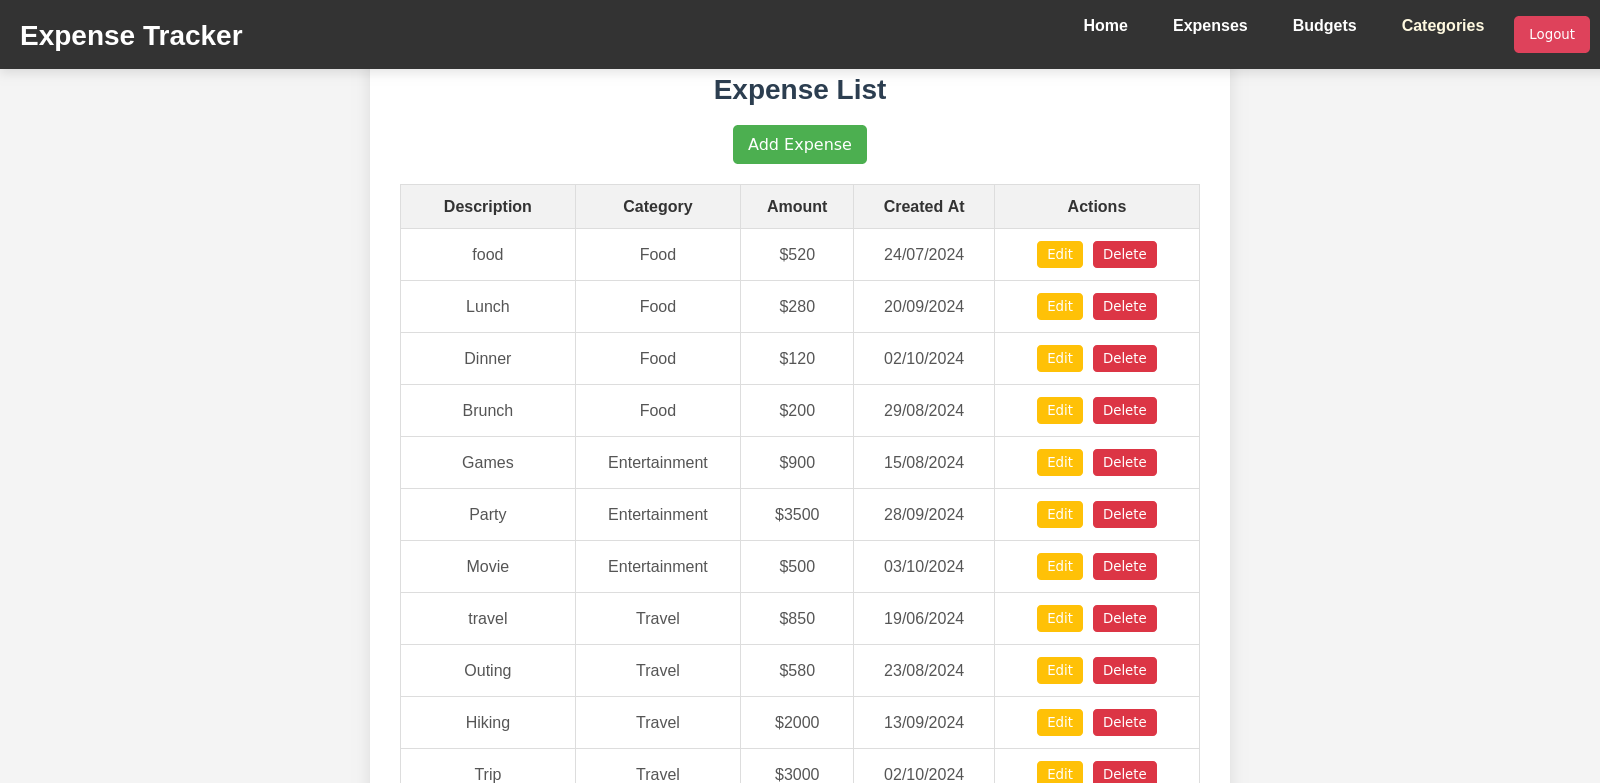 Expense Tracker
Home Expenses Budgets Categories Logout
Expense List
Add Expense
Description Category Amount Created At Actions
food Food $520 24/07/2024 Edit Delete
Lunch Food $280 20/09/2024 Edit Delete
Dinner Food $120 02/10/2024 Edit Delete
Brunch Food $200 29/08/2024 Edit Delete
Games Entertainment $900 15/08/2024 Edit Delete
Party Entertainment $3500 28/09/2024 Edit Delete
Movie Entertainment $500 03/10/2024 Edit Delete
travel Travel $850 19/06/2024 Edit Delete
Outing Travel $580 23/08/2024 Edit Delete
Hiking Travel $2000 13/09/2024 Edit Delete
Trip Travel $3000 02/10/2024 Edit Delete